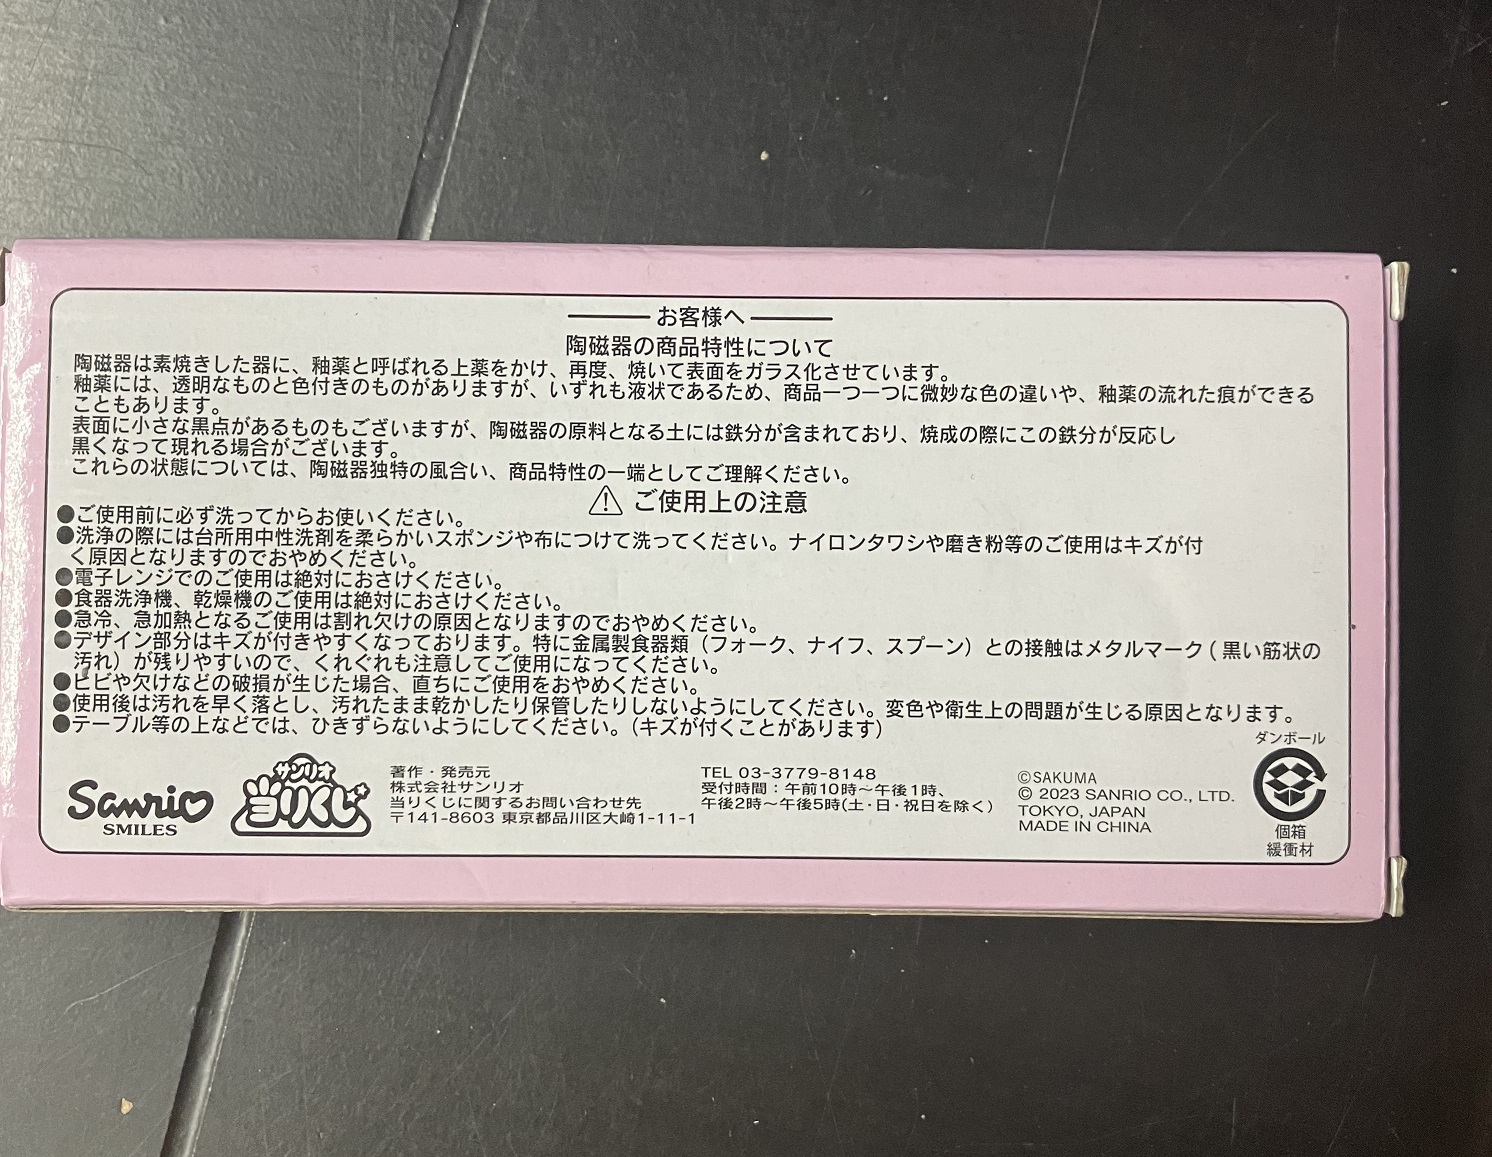 お客様へ
陶磁器の商品特性について
陶磁器は素焼きした器に、釉薬と呼ばれる上薬をかけ、再度、焼いて表面をガラス化させています。
釉薬には、透明なものと色付きのものがありますが、いずれも液状であるため、商品一つ一つに微妙な色の違いや、釉薬の流れた痕ができる
こともあります。
表面に小さな黒点があるものもございますが、陶磁器の原料となる土には鉄分が含まれており、焼成の際にこの鉄分が反応し
黒くなって現れる場合がございます。
これらの状態については、陶磁器独特の風合い、商品特性の一端としてご理解ください。
⚠ ご使用上の注意
●ご使用前に必ず洗ってからお使いください。
●洗浄の際には台所用中性洗剤を柔らかいスポンジや布につけて洗ってください。ナイロンタワシや磨き粉等のご使用はキズが付
く原因となりますのでおやめください。
●電子レンジでのご使用は絶対におさけください。
●食器洗浄機、乾燥機のご使用は絶対におさけください。
●急冷、急加熱となるご使用は割れ欠けの原因となりますのでおやめください。
●デザイン部分はキズが付きやすくなっております。特に金属製食器類（フォーク、ナイフ、スプーン）との接触はメタルマーク(黒い筋状の
汚れ）が残りやすいので、くれぐれも注意してご使用になってください。
●ヒビや欠けなどの破損が生じた場合、直ちにご使用をおやめください。
●使用後は汚れを早く落とし、汚れたまま乾かしたり保管したりしないようにしてください。変色や衛生上の問題が生じる原因となります。
●テーブル等の上などでは、ひきずらないようにしてください。(キズが付くことがあります)
Sanrio
SMILES
サンリオ
当りくじ
著作・発売元
株式会社サンリオ
当りくじに関するお問い合わせ先
〒141-8603 東京都品川区大崎1-11-1
TEL 03-3779-8148
受付時間：午前10時～午後1時、
午後2時～午後5時(土・日・祝日を除く)
©SAKUMA
© 2023 SANRIO CO., LTD.
TOKYO, JAPAN
MADE IN CHINA
ダンボール
個箱
緩衝材